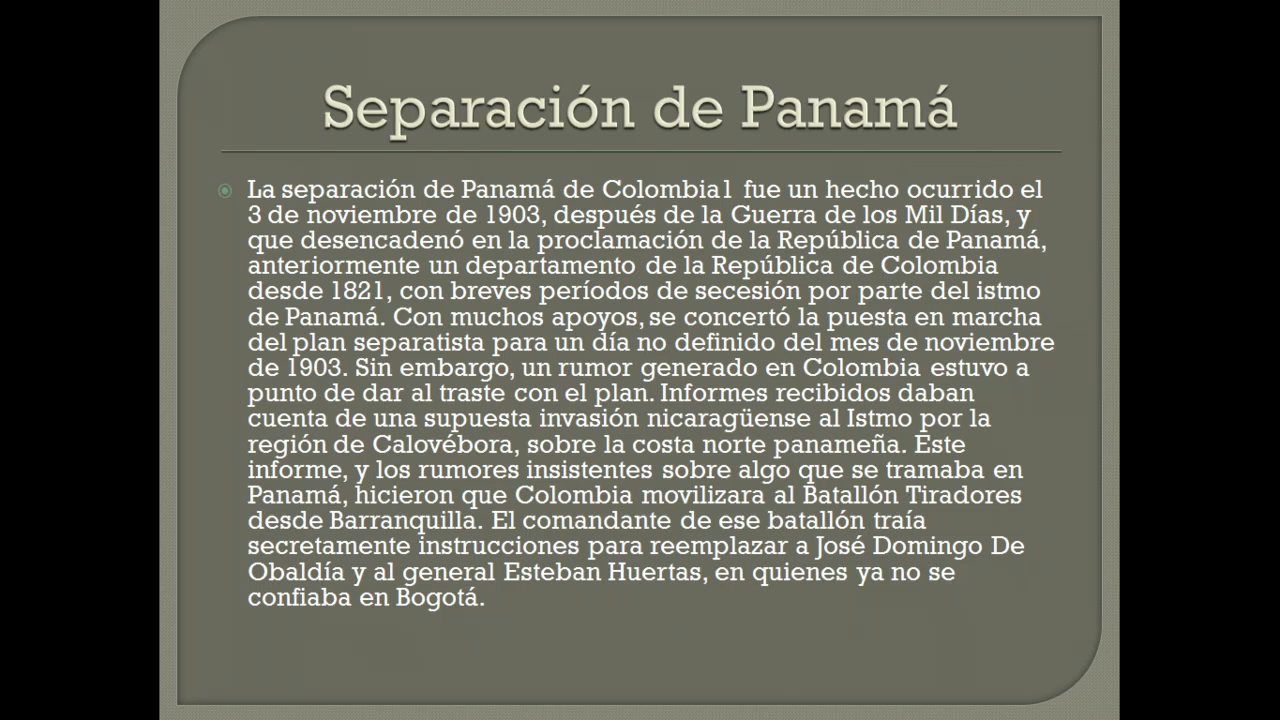 Separación de Panamá
La separación de Panamá de Colombia1 fue un hecho ocurrido el
3 de noviembre de 1903, después de la Guerra de los Mil Días, y
que desencadenó en la proclamación de la República de Panamá,
anteriormente un departamento de la República de Colombia
desde 1821, con breves períodos de secesión por parte del istmo
de Panamá. Con muchos apoyos, se concertó la puesta en marcha
del plan separatista para un día no definido del mes de noviembre
de 1903. Sin embargo, un rumor generado en Colombia estuvo a
punto de dar al traste con el plan. Informes recibidos daban
cuenta de una supuesta invasión nicaragüense al Istmo por la
región de Calovébora, sobre la costa norte panameña. Este
informe, y los rumores insistentes sobre algo que se tramaba en
Panamá, hicieron que Colombia movilizara al Batallón Tiradores
desde Barranquilla. El comandante de ese batallón traía
secretamente instrucciones para reemplazar a José Domingo De
Obaldía y al general Esteban Huertas, en quienes ya no se
confiaba en Bogotá.